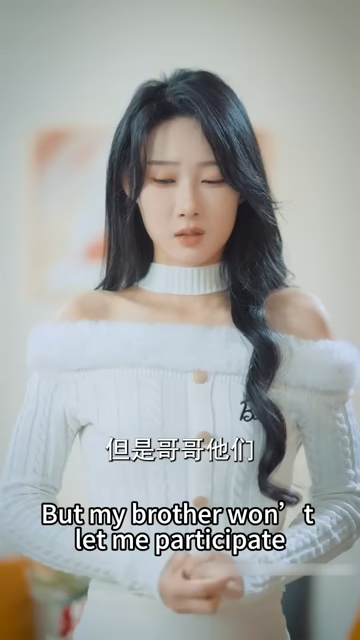 但是哥哥他们
But my brother won't
let me participate